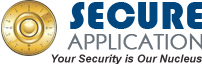 SECURE
APPLICATION
Your Security is Our Nucleus